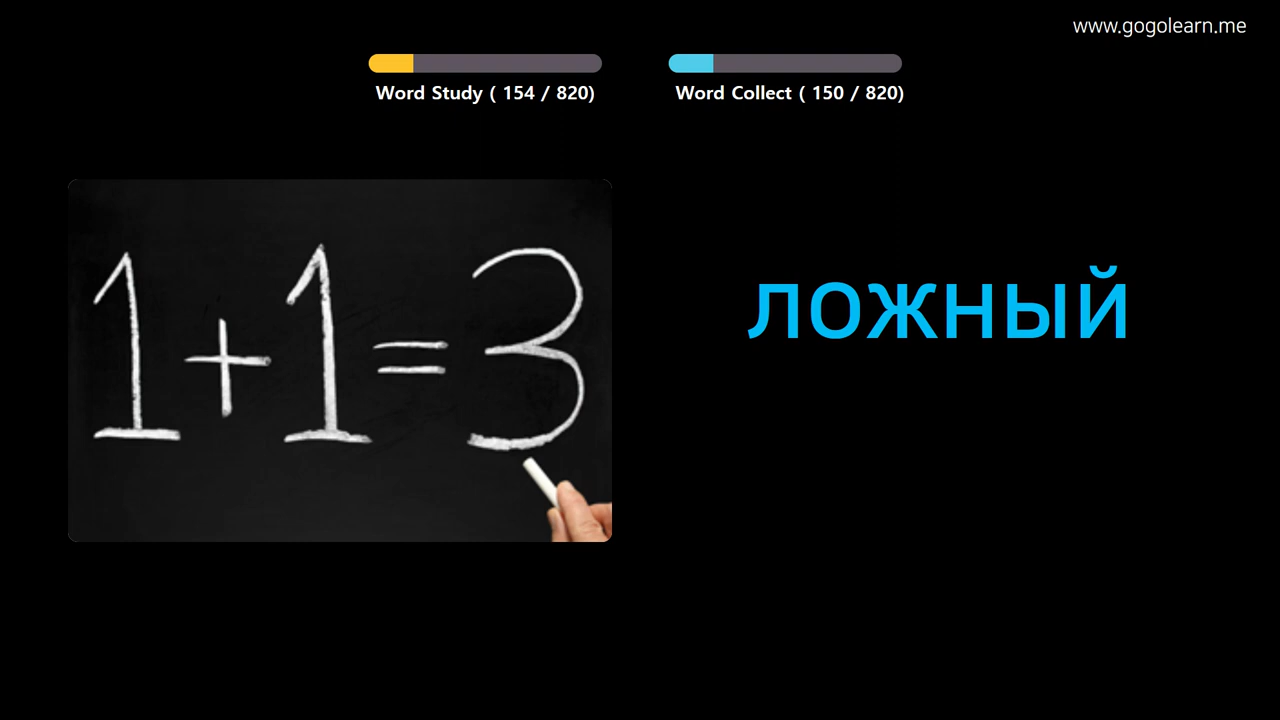 www.gogolearn.me
Word Study ( 154 / 820)
Word Collect ( 150 / 820)
1+1=3
ложный